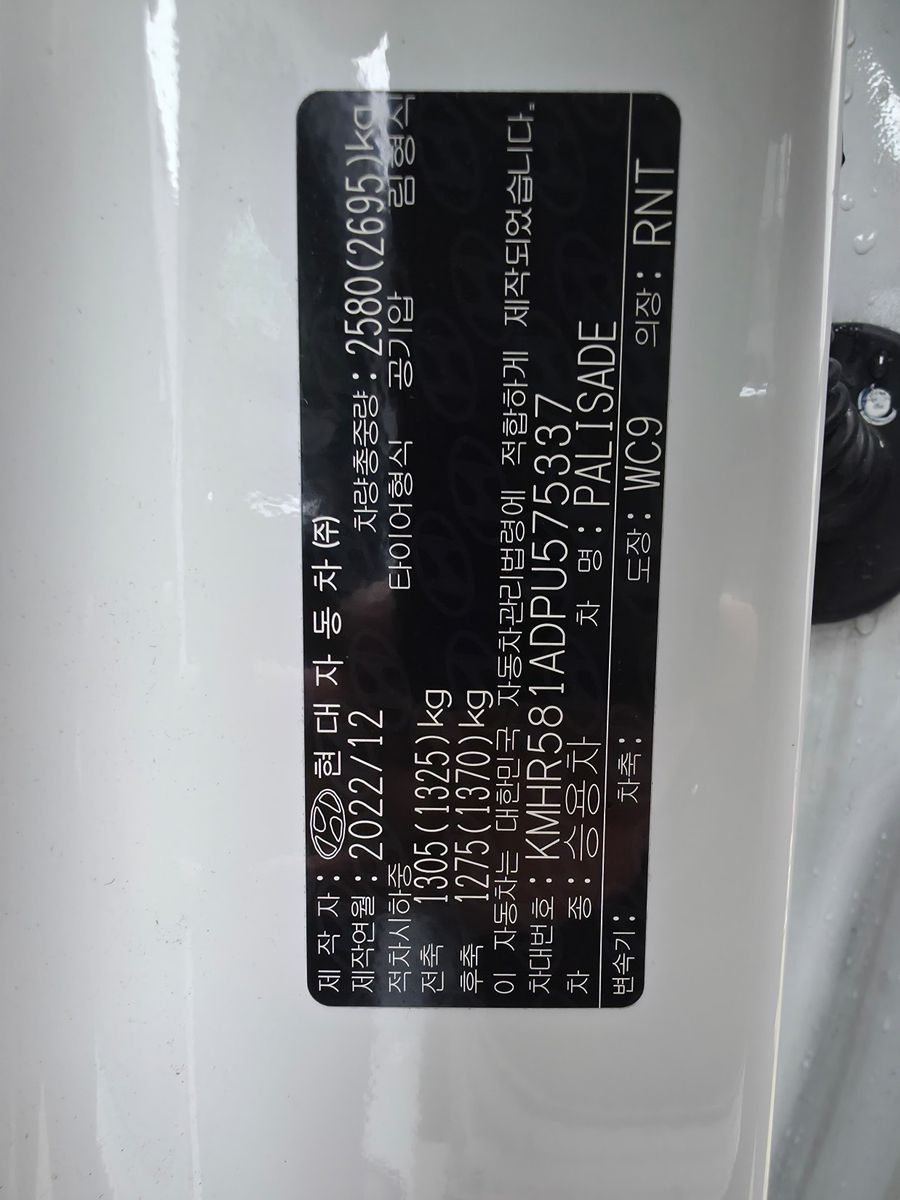 제 작 자 : 현 대 자 동 차 (주)
제작연월 : 2022/12 차량총중량 : 2580(2695)kg
적차시하중 타이어형식 공기압 림형식
전축 1305(1325)kg
후축 1275(1370)kg
이 자동차는 대한민국 자동차관리법령에 적합하게 제작되었습니다.
차대번호 : KMHR581ADPU575337
차 종 : 승용차 차 명 : PALISADE
변속기 : 차축 : 도장 : WC9 의장 : RNT